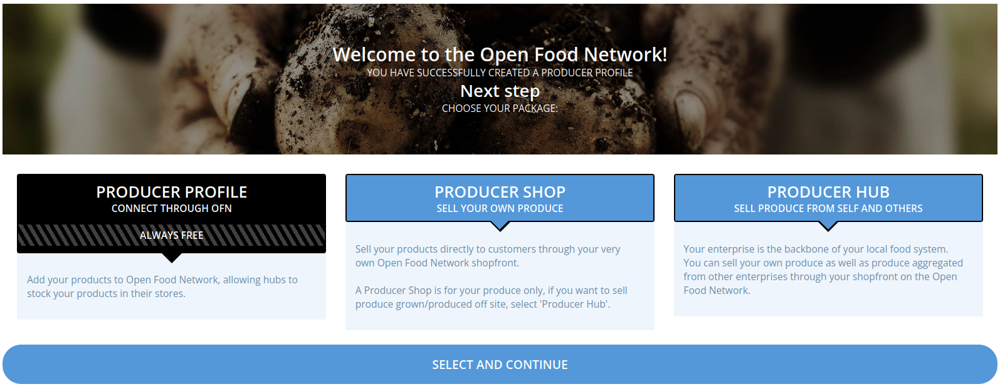 Welcome to the Open Food Network!
YOU HAVE SUCCESSFULLY CREATED A PRODUCER PROFILE
Next step
CHOOSE YOUR PACKAGE:
PRODUCER PROFILE
CONNECT THROUGH OFN
ALWAYS FREE
Add your products to Open Food Network, allowing hubs to
stock your products in their stores.
PRODUCER SHOP
SELL YOUR OWN PRODUCE
Sell your products directly to customers through your very
own Open Food Network shopfront.
A Producer Shop is for your produce only, if you want to sell
produce grown/produced off site, select 'Producer Hub'.
PRODUCER HUB
SELL PRODUCE FROM SELF AND OTHERS
Your enterprise is the backbone of your local food system.
You can sell your own produce as well as produce aggregated
from other enterprises through your shopfront on the Open
Food Network.
SELECT AND CONTINUE